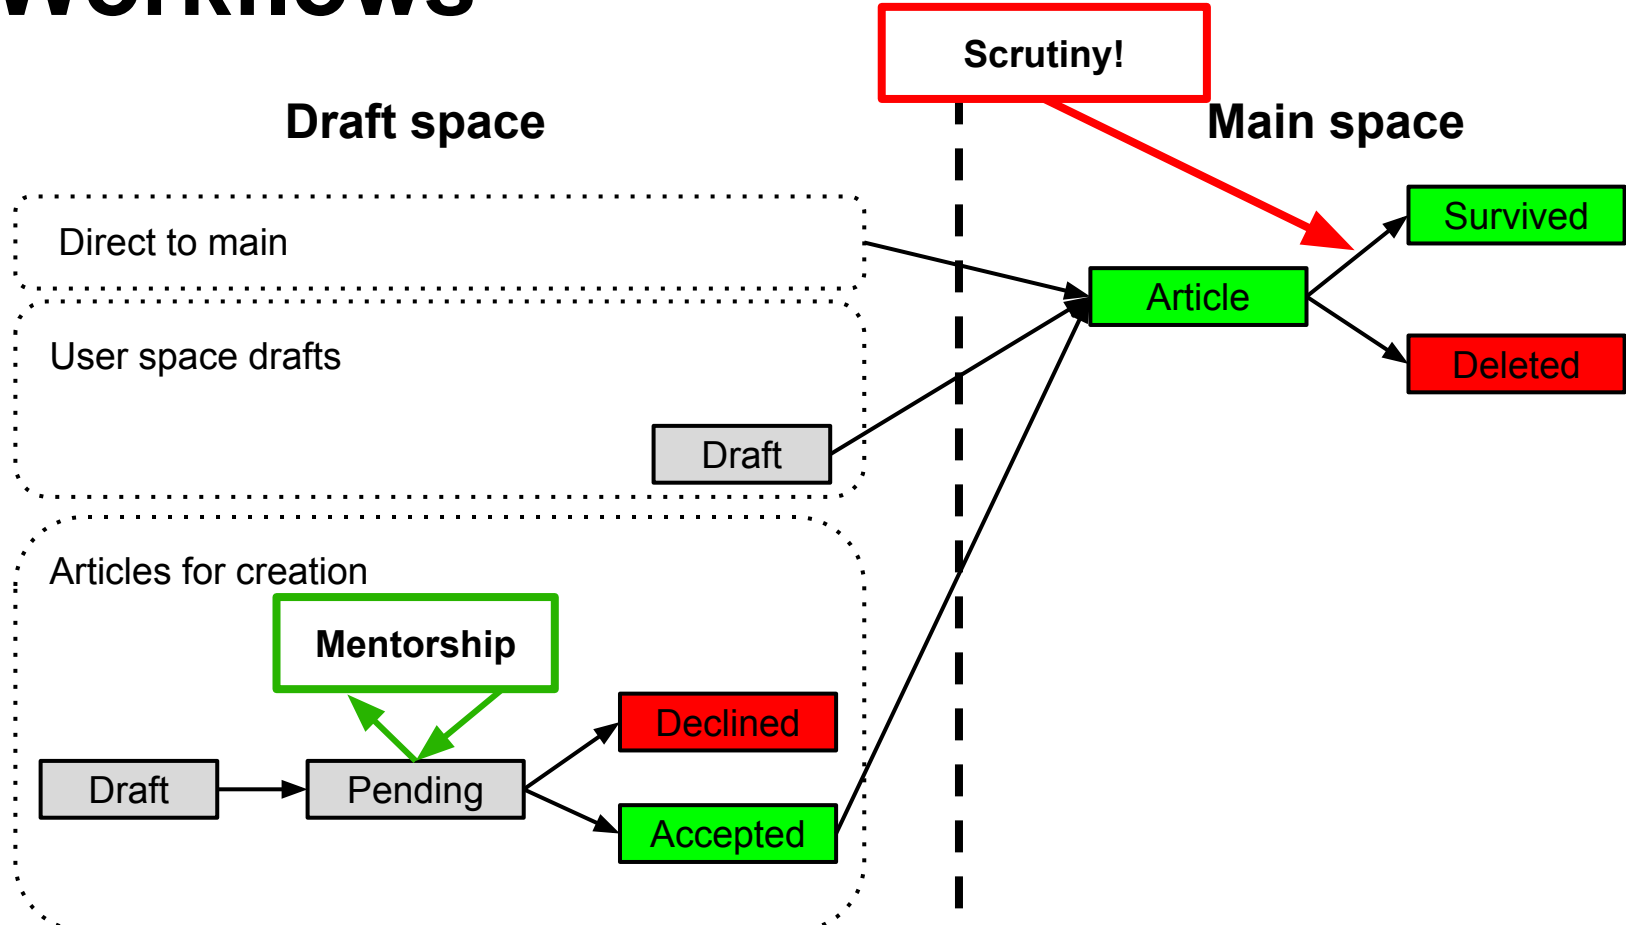 Workflows
Scrutiny!
Draft space
Main space
Direct to main
Survived
Article
User space drafts
Deleted
Draft
Articles for creation
Mentorship
Declined
Draft
Pending
Accepted